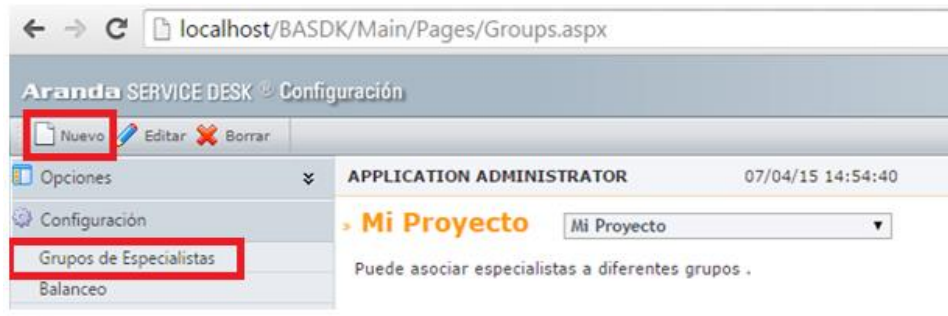 localhost/BASDK/Main/Pages/Groups.aspx
Aranda SERVICE DESK ® Configuración
Nuevo Editar Borrar
Opciones
APPLICATION ADMINISTRATOR 07/04/15 14:54:40
Configuración
» Mi Proyecto Mi Proyecto
Grupos de Especialistas
Puede asociar especialistas a diferentes grupos .
Balanceo